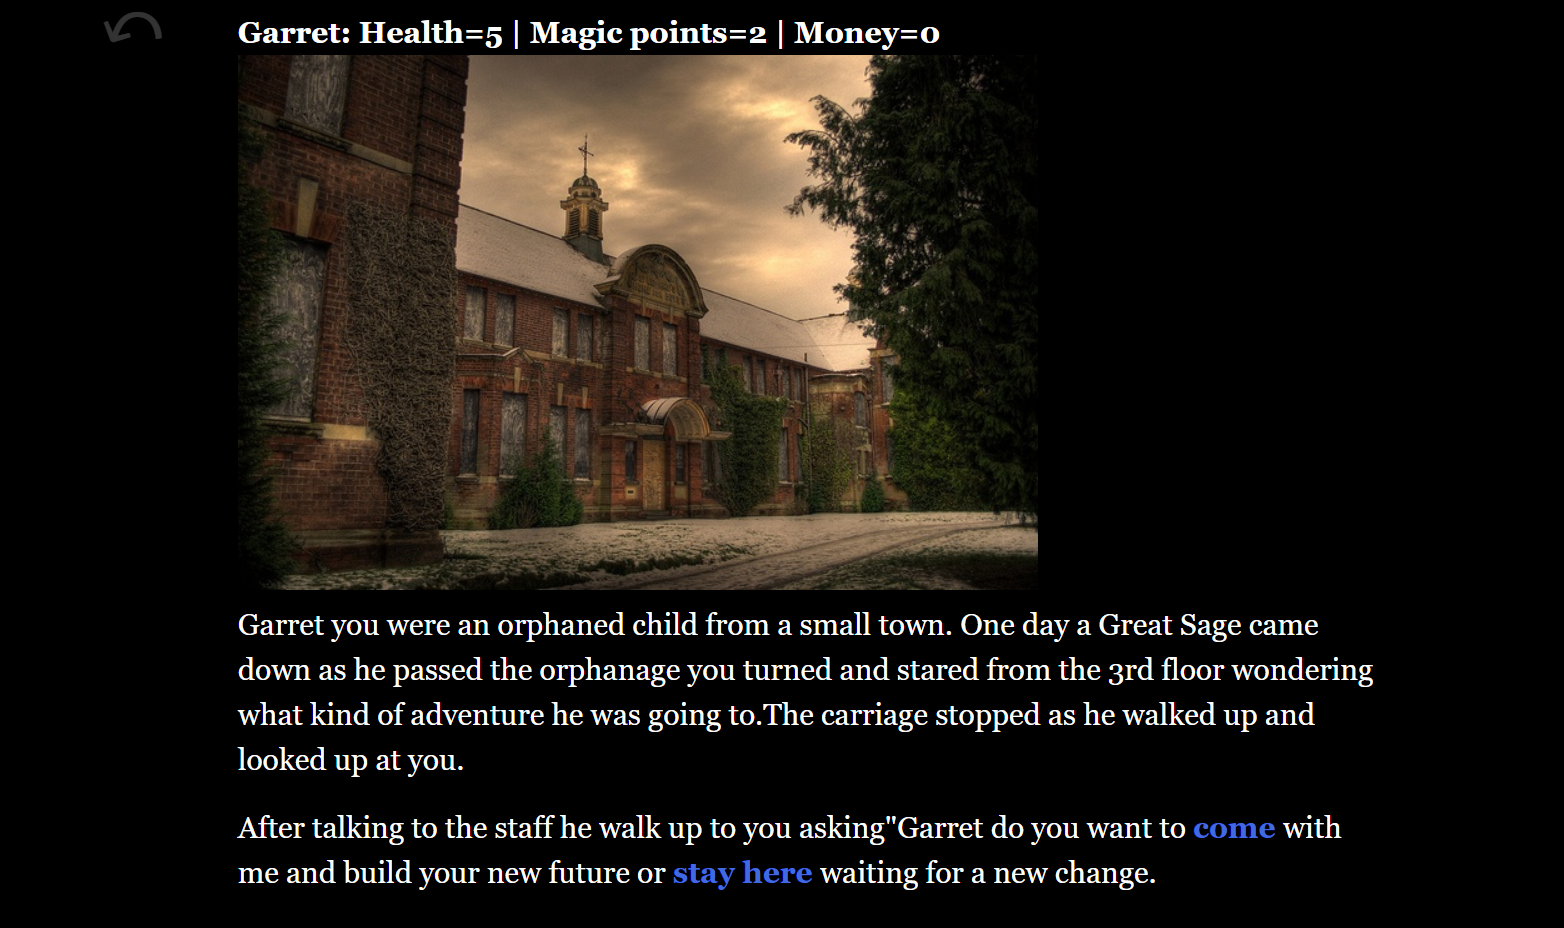 Garret: Health=5 | Magic points=2 | Money=0
Garret you were an orphaned child from a small town. One day a Great Sage came
down as he passed the orphanage you turned and stared from the 3rd floor wondering
what kind of adventure he was going to.The carriage stopped as he walked up and
looked up at you.
After talking to the staff he walk up to you asking"Garret do you want to come with
me and build your new future or stay here waiting for a new change.